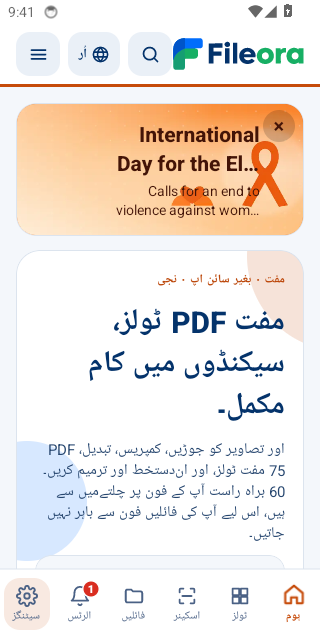 9:41
اُر
Fileora
International
Day for the El...
Calls for an end to
violence against wom...
مفت · بغیر سائن اپ · نجی
مفت PDF ٹولز،
سیکنڈوں میں کام
مکمل۔
اور تصاویر کو جوڑیں، کمپریس، تبدیل، PDF
75 مفت ٹولز، اور ان‌دستخط اور ترمیم کریں۔
60 براہ راست آپ کے فون پر چلتے‌میں سے
ہیں، اس لیے آپ کی فائلیں فون سے باہر نہیں
جاتیں۔
ہوم
ٹولز
اسکینر
فائلیں
1
الرٹس
سیٹنگز